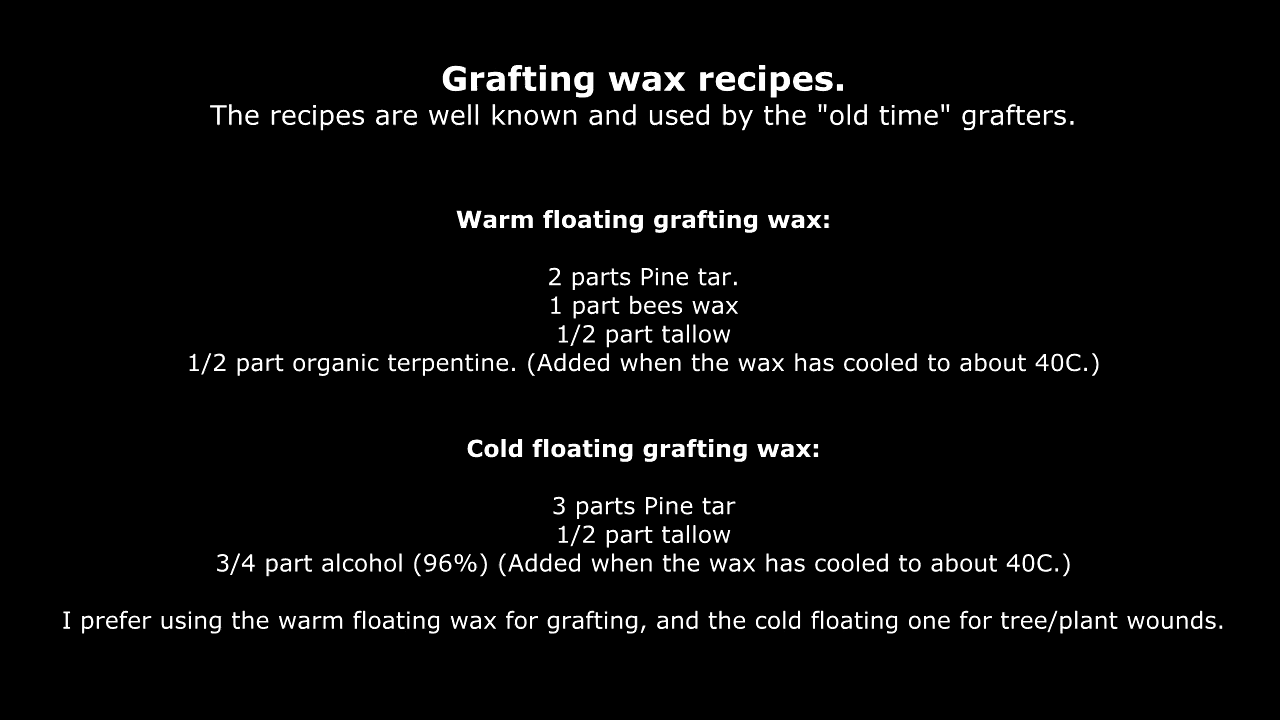 Grafting wax recipes.
The recipes are well known and used by the "old time" grafters.
Warm floating grafting wax:
2 parts Pine tar.
1 part bees wax
1/2 part tallow
1/2 part organic terpentine. (Added when the wax has cooled to about 40C.)
Cold floating grafting wax:
3 parts Pine tar
1/2 part tallow
3/4 part alcohol (96%) (Added when the wax has cooled to about 40C.)
I prefer using the warm floating wax for grafting, and the cold floating one for tree/plant wounds.